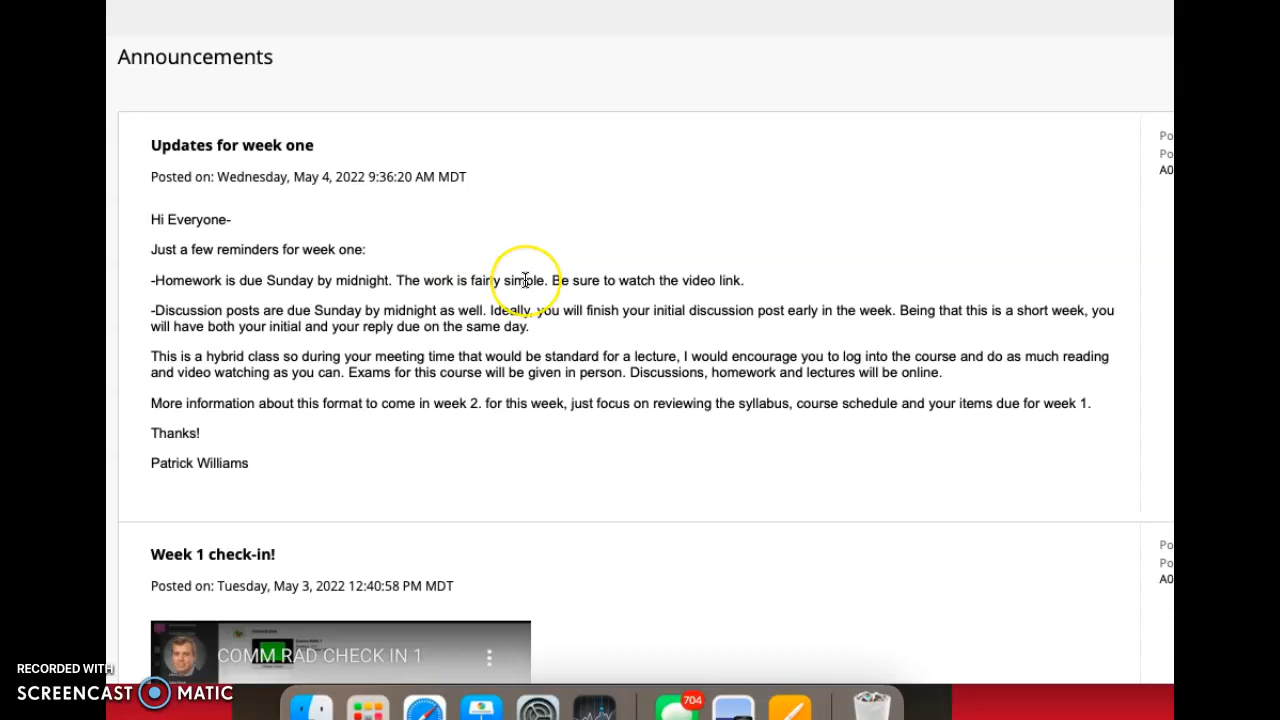 Announcements
Updates for week one
Posted on: Wednesday, May 4, 2022 9:36:20 AM MDT
Po
Po
A0
Hi Everyone-
Just a few reminders for week one:
-Homework is due Sunday by midnight. The work is fairy simple. Be sure to watch the video link.
-Discussion posts are due Sunday by midnight as well. Ideally, you will finish your initial discussion post early in the week. Being that this is a short week, you
will have both your initial and your reply due on the same day.
This is a hybrid class so during your meeting time that would be standard for a lecture, I would encourage you to log into the course and do as much reading
and video watching as you can. Exams for this course will be given in person. Discussions, homework and lectures will be online.
More information about this format to come in week 2. for this week, just focus on reviewing the syllabus, course schedule and your items due for week 1.
Thanks!
Patrick Williams
Week 1 check-in!
Posted on: Tuesday, May 3, 2022 12:40:58 PM MDT
Po
Po
A0
COMM RAD CHECK IN 1
RECORDED WITH
SCREENCAST MATIC
704